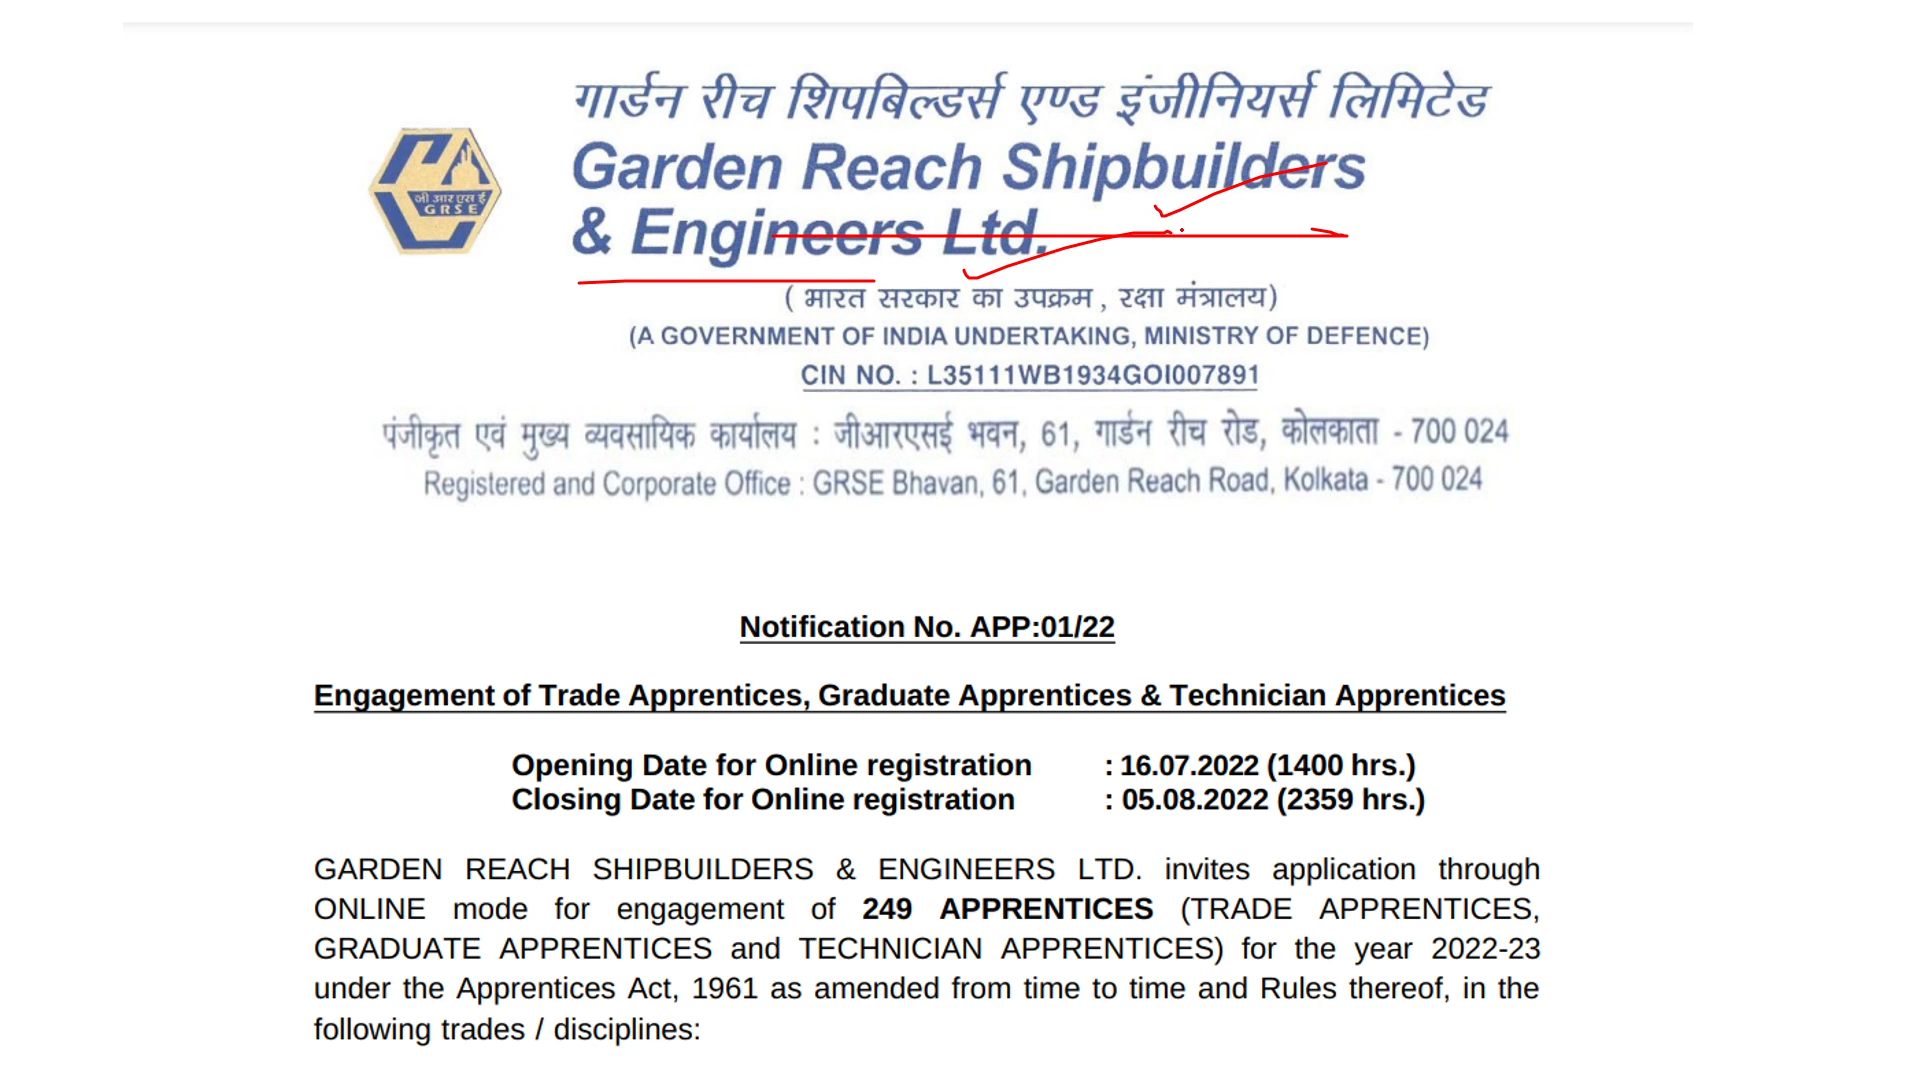 गार्डन रीच शिपबिल्डर्स एण्ड इंजीनियर्स लिमिटेड
Garden Reach Shipbuilders
& Engineers Ltd.
जी आर एस ई
GRSE
( भारत सरकार का उपक्रम , रक्षा मंत्रालय)
(A GOVERNMENT OF INDIA UNDERTAKING, MINISTRY OF DEFENCE)
CIN NO. : L35111WB1934GOI007891
पंजीकृत एवं मुख्य व्यवसायिक कार्यालय : जीआरएसई भवन, 61, गार्डन रीच रोड, कोलकाता - 700 024
Registered and Corporate Office : GRSE Bhavan, 61, Garden Reach Road, Kolkata - 700 024
Notification No. APP:01/22
Engagement of Trade Apprentices, Graduate Apprentices & Technician Apprentices
Opening Date for Online registration : 16.07.2022 (1400 hrs.)
Closing Date for Online registration : 05.08.2022 (2359 hrs.)
GARDEN REACH SHIPBUILDERS & ENGINEERS LTD. invites application through
ONLINE mode for engagement of 249 APPRENTICES (TRADE APPRENTICES,
GRADUATE APPRENTICES and TECHNICIAN APPRENTICES) for the year 2022-23
under the Apprentices Act, 1961 as amended from time to time and Rules thereof, in the
following trades / disciplines: